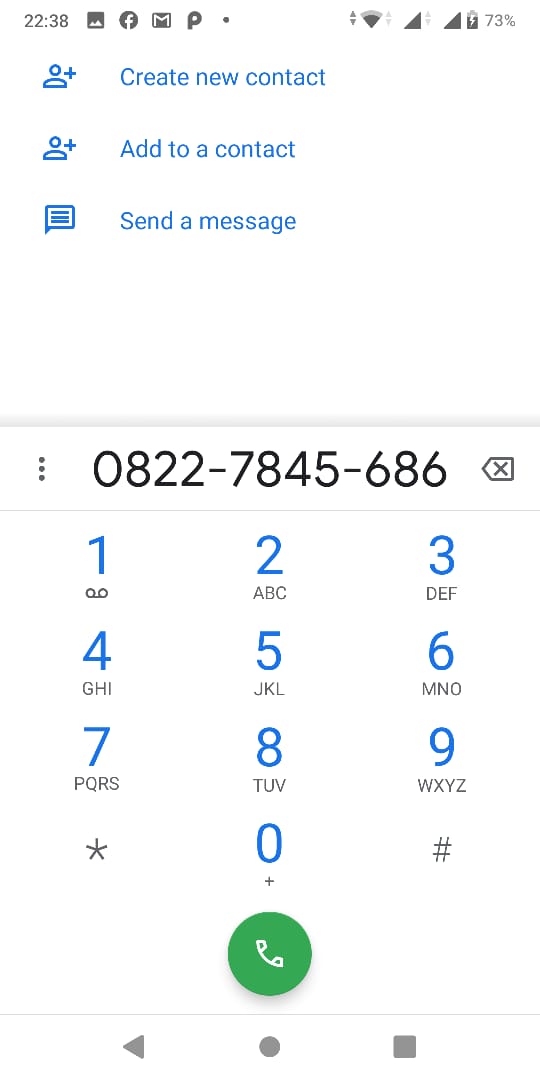 22:38 73%
Create new contact
Add to a contact
Send a message
0822-7845-686
1 2 3
ABC DEF
4 5 6
GHI JKL MNO
7 8 9
PQRS TUV WXYZ
* 0 #
+